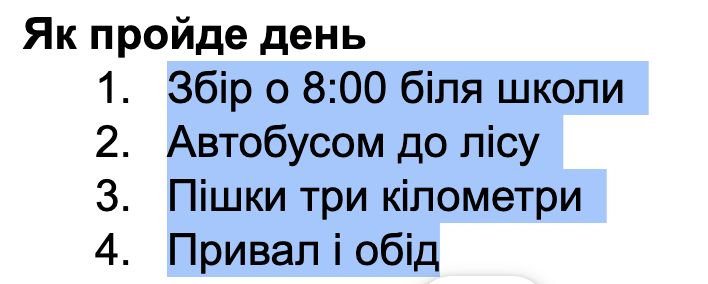 Як пройде день
1. Збір о 8:00 біля школи
2. Автобусом до лісу
3. Пішки три кілометри
4. Привал і обід